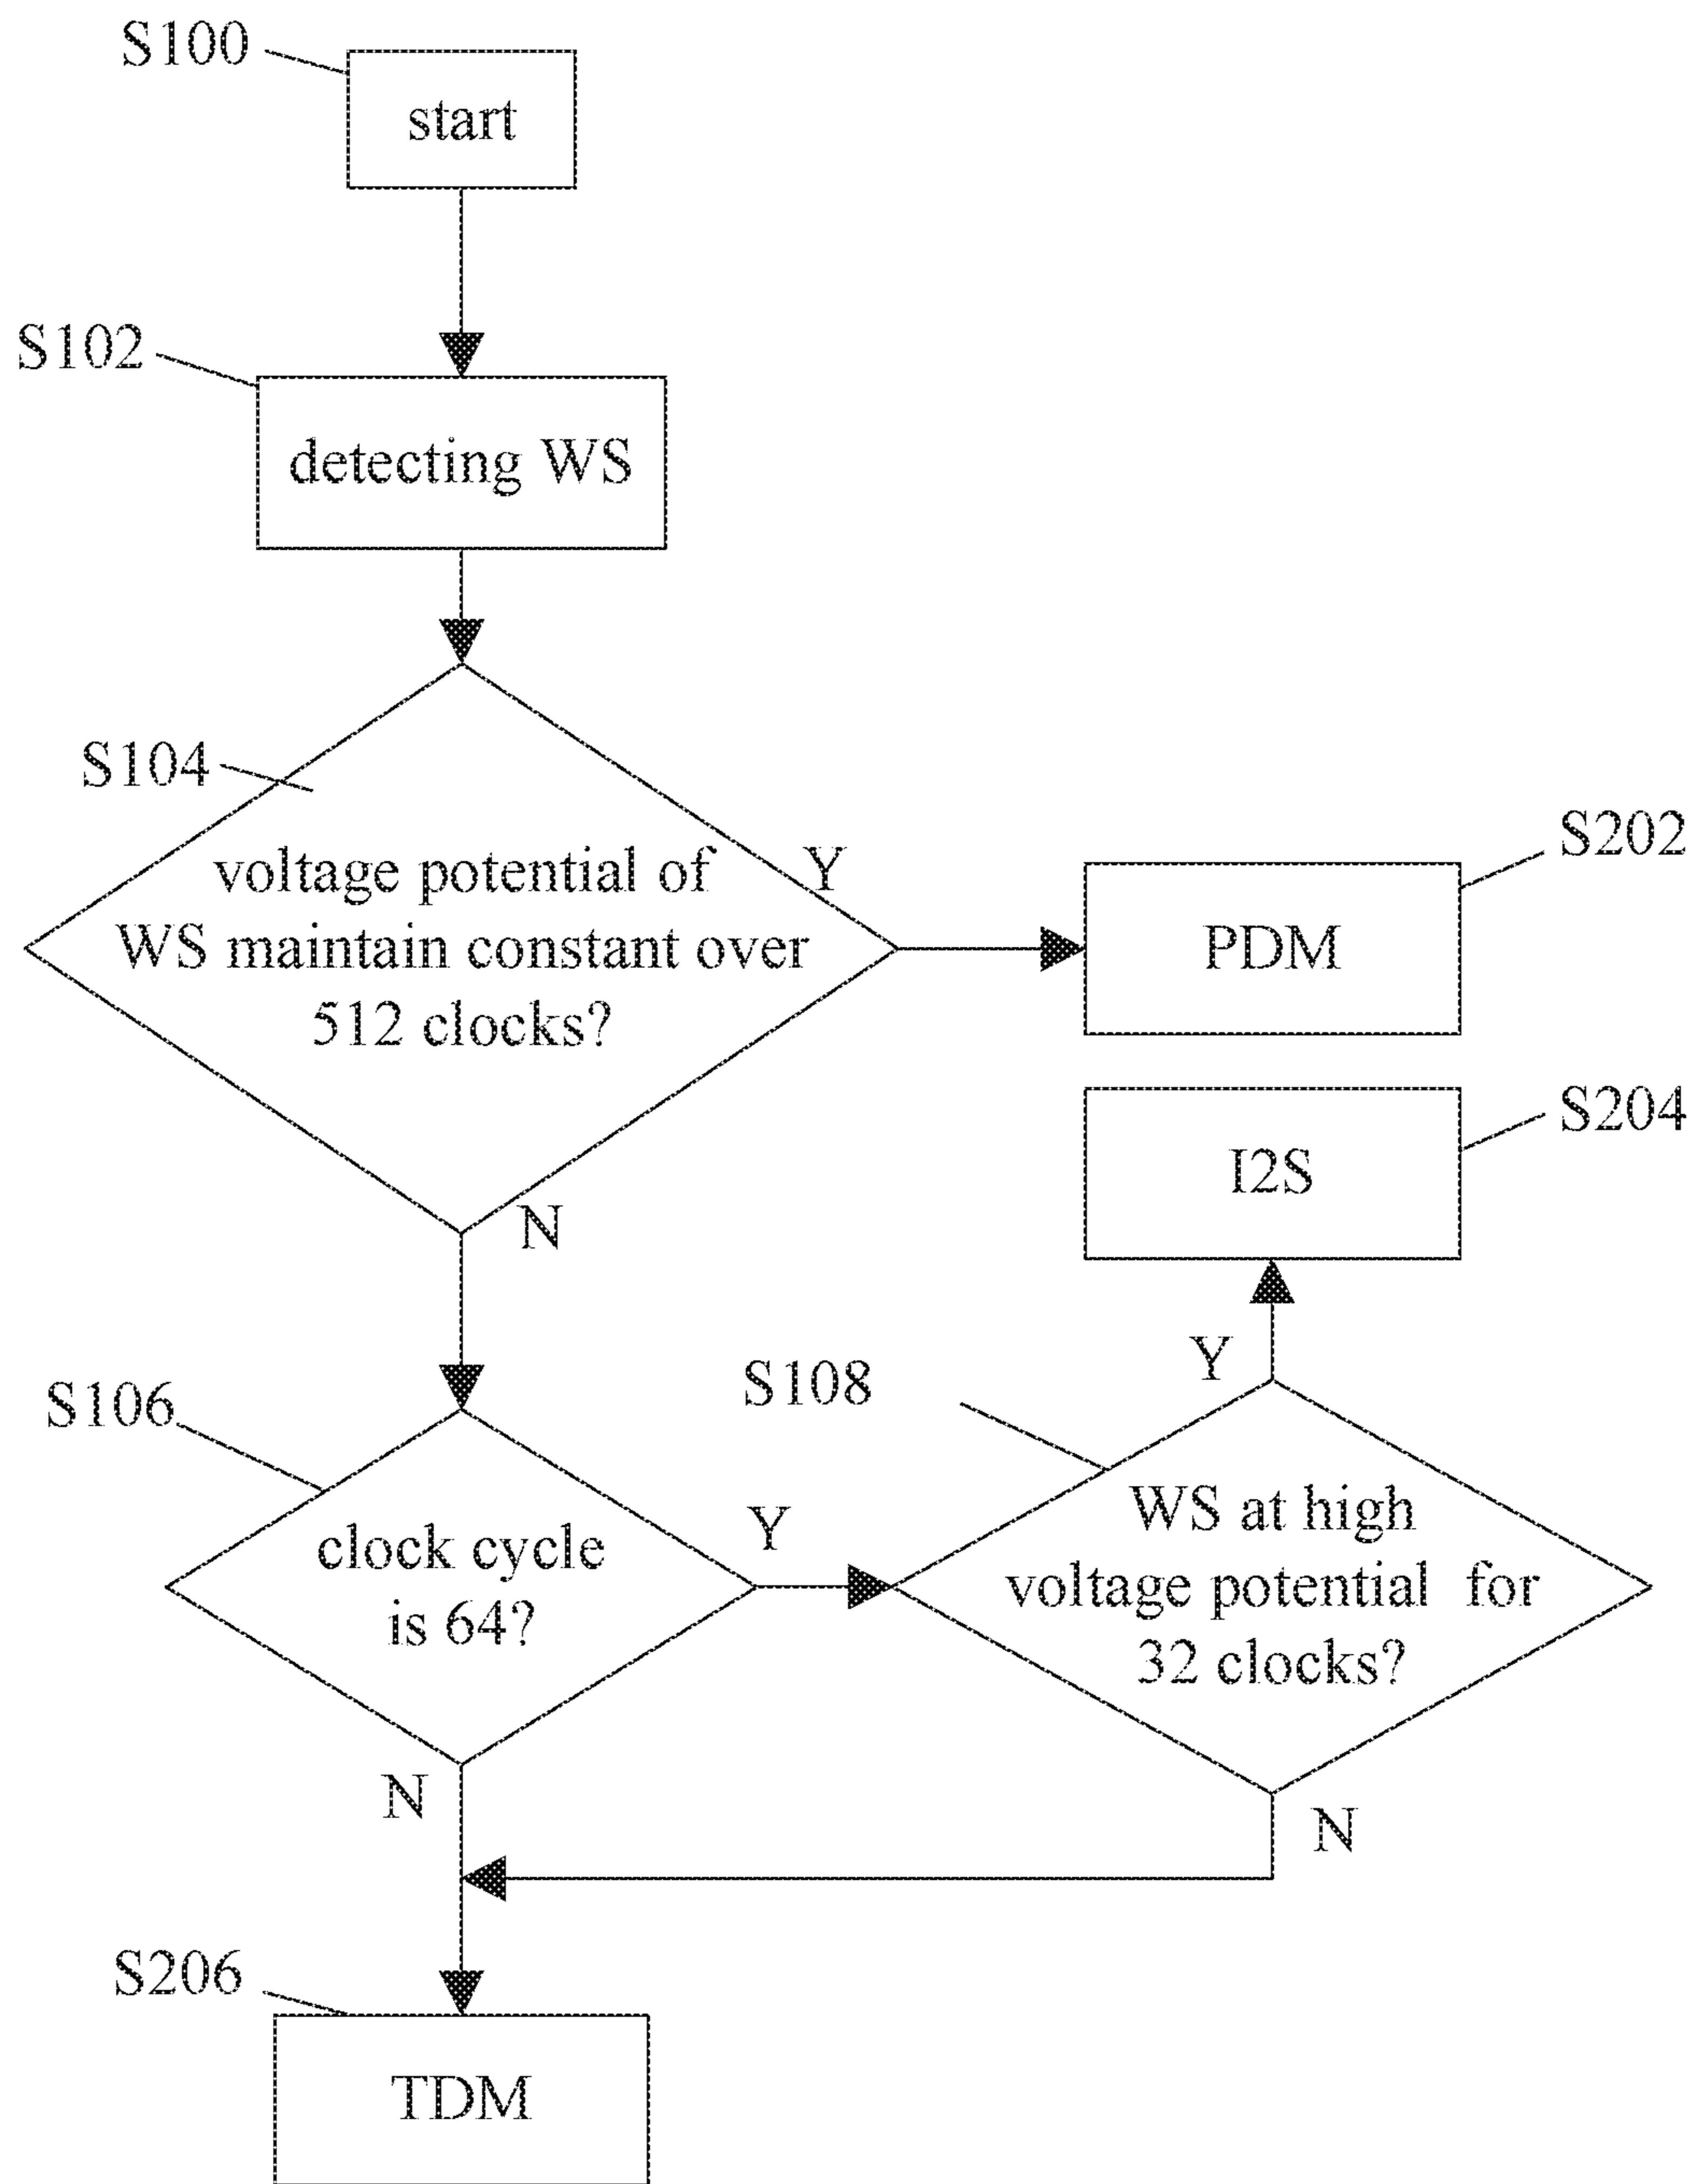 S100
start
S102
detecting WS
S104
voltage potential of
WS maintain constant over
512 clocks?
Y
S202
PDM
S204
I2S
N
Y
S106
S108
clock cycle
is 64?
Y
WS at high
voltage potential for
32 clocks?
N
N
S206
TDM